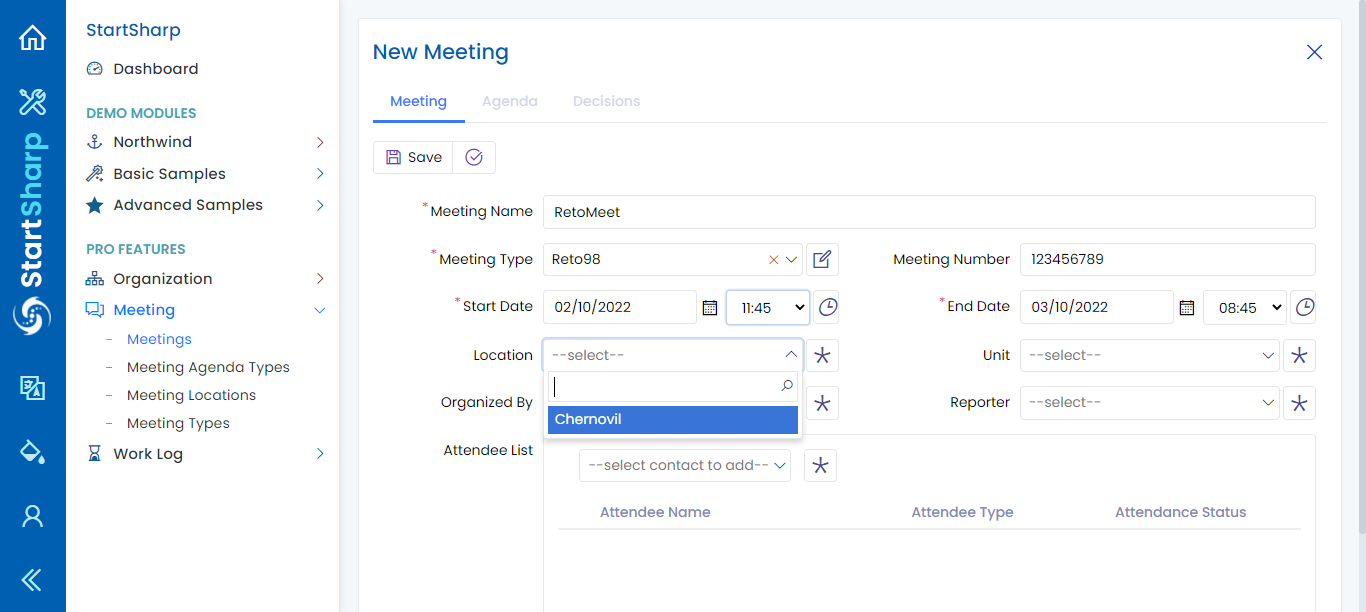 StartSharp
StartSharp
Dashboard
DEMO MODULES
Northwind
Basic Samples
Advanced Samples
PRO FEATURES
Organization
Meeting
Meetings
Meeting Agenda Types
Meeting Locations
Meeting Types
Work Log
New Meeting
Meeting Agenda Decisions
Save
* Meeting Name RetoMeet
* Meeting Type Reto98 Meeting Number 123456789
* Start Date 02/10/2022 11:45 * End Date 03/10/2022 08:45
Location --select-- Unit --select--
Organized By Reporter --select--
Chernovil
Attendee List
--select contact to add--
Attendee Name Attendee Type Attendance Status